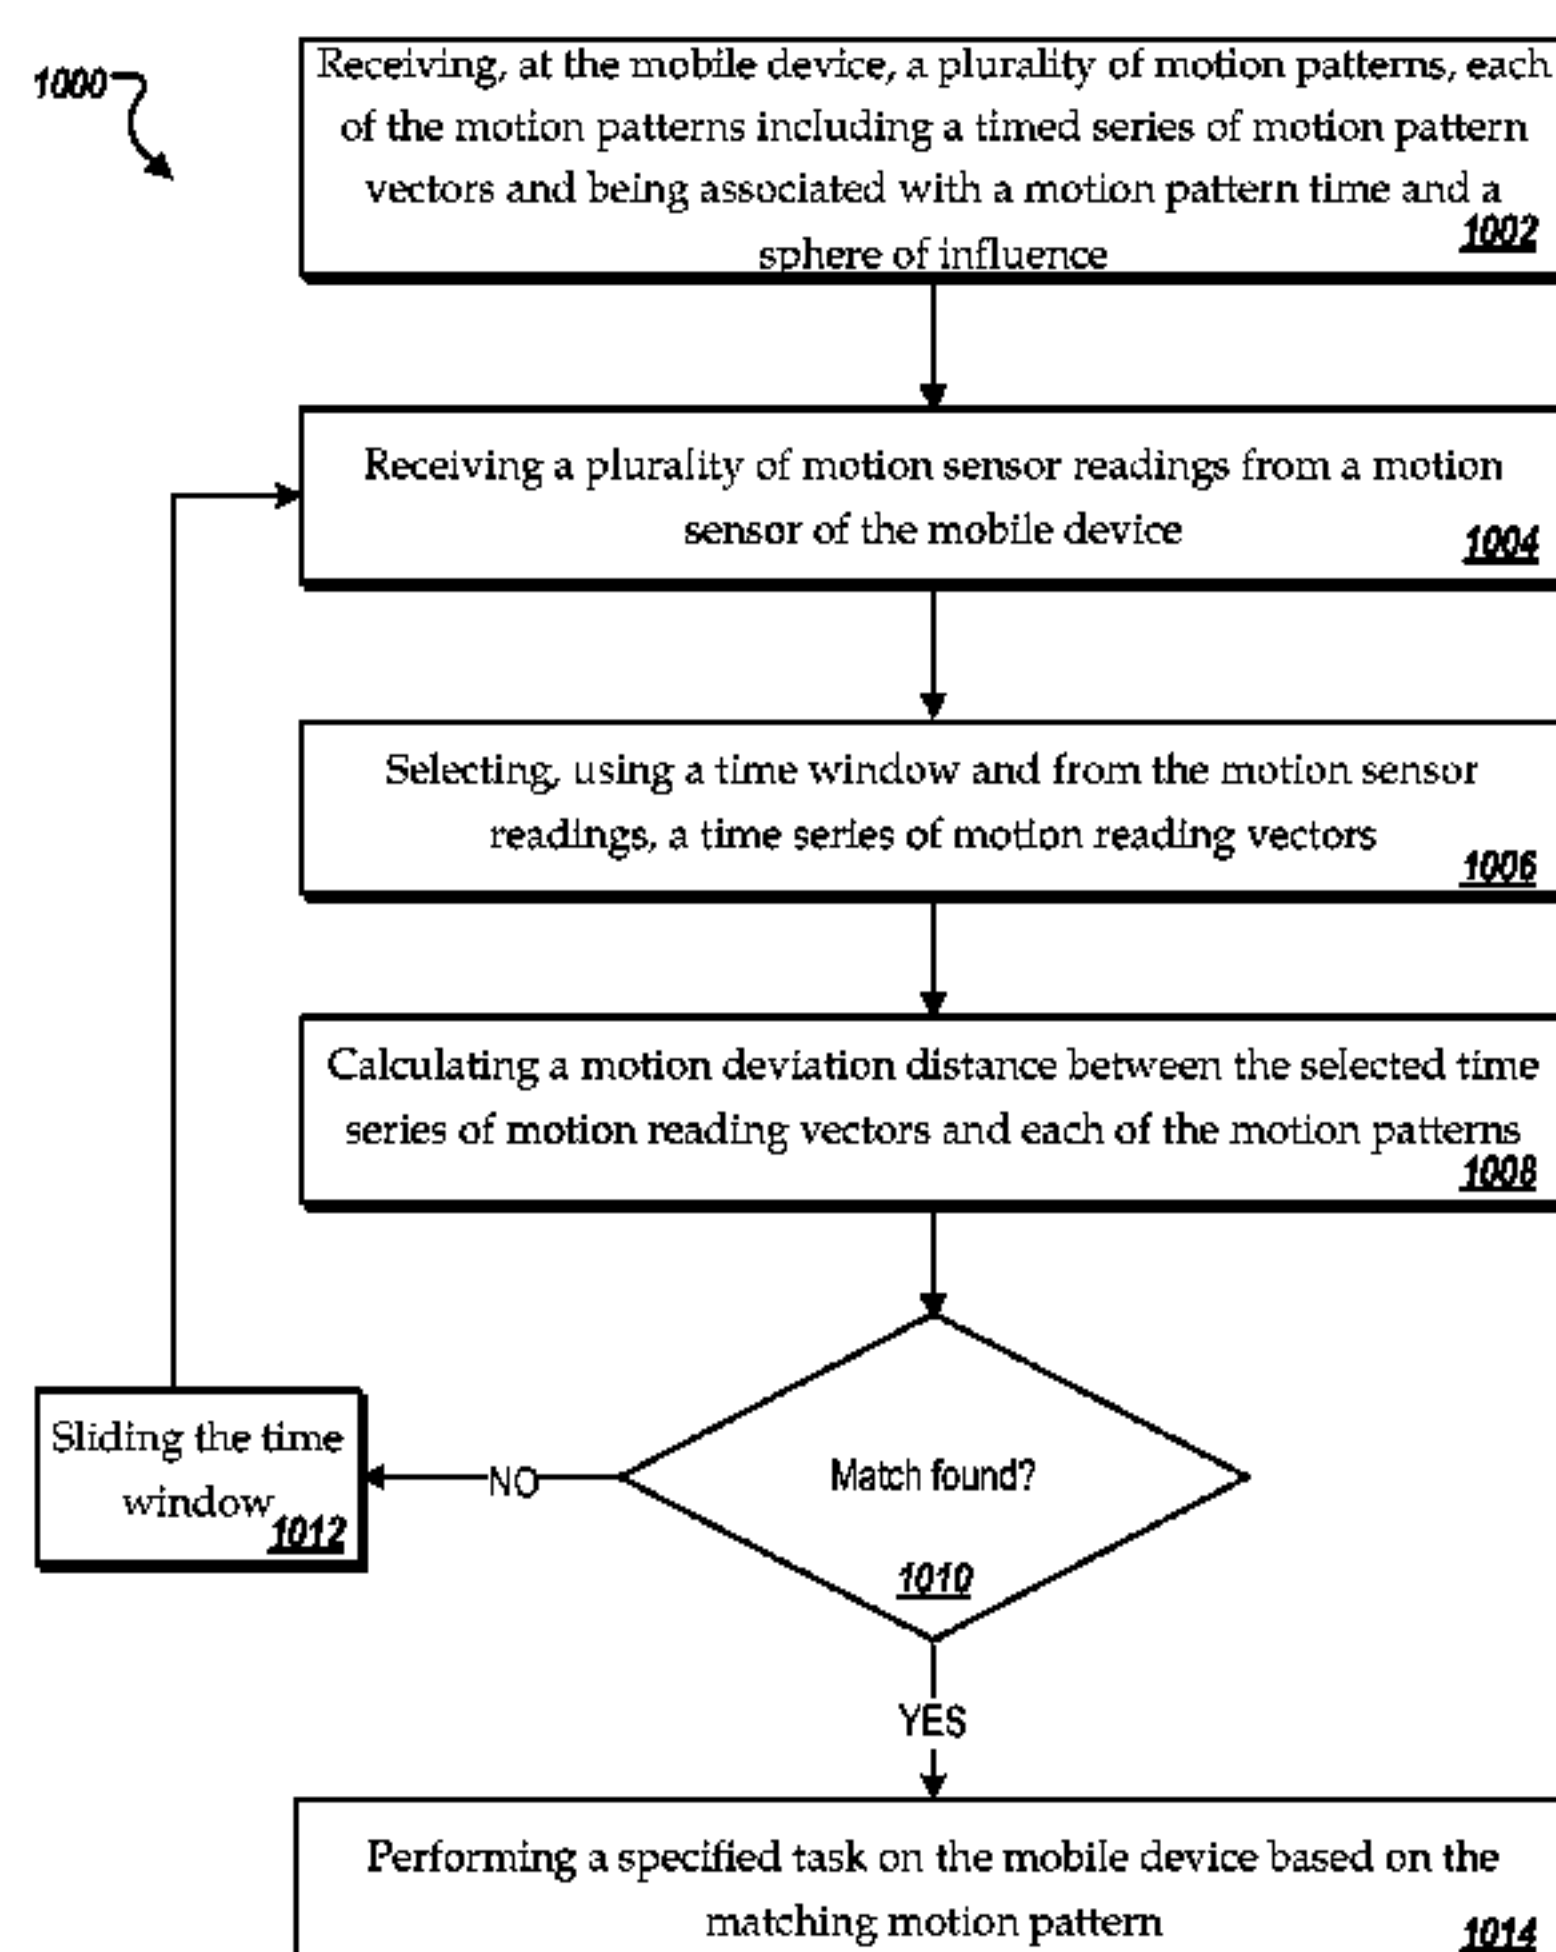 1000
Receiving, at the mobile device, a plurality of motion patterns, each
of the motion patterns including a timed series of motion pattern
vectors and being associated with a motion pattern time and a
sphere of influence
1002
Receiving a plurality of motion sensor readings from a motion
sensor of the mobile device
1004
Selecting, using a time window and from the motion sensor
readings, a time series of motion reading vectors
1006
Calculating a motion deviation distance between the selected time
series of motion reading vectors and each of the motion patterns
1008
Match found?
1010
NO
Sliding the time
window
1012
YES
Performing a specified task on the mobile device based on the
matching motion pattern
1014